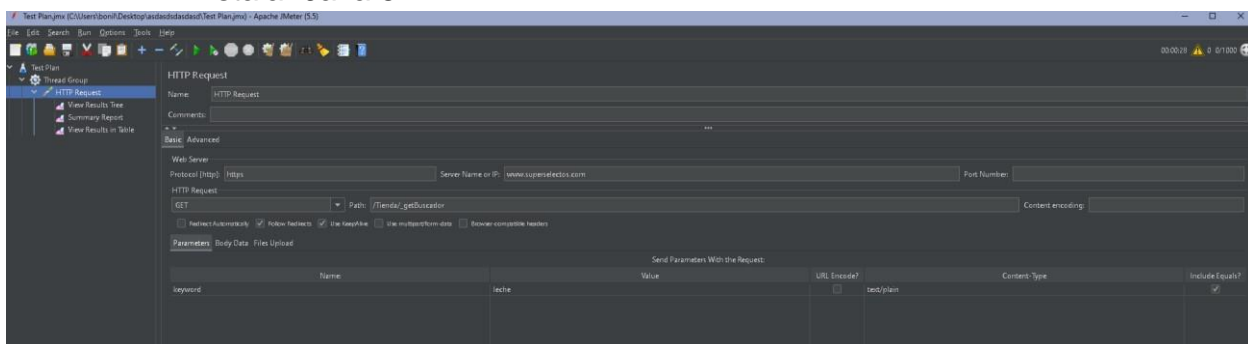 Test Plan.jmx (C:\Users\bonil\Desktop\asdasdsdasdasd\Test Plan.jmx) - Apache JMeter (5.5)
File Edit Search Run Options Tools Help
00:00:28 0 0/1000
Test Plan
Thread Group
HTTP Request
View Results Tree
Summary Report
View Results in Table
HTTP Request
Name: HTTP Request
Comments:
Basic Advanced
Web Server
Protocol [http]: https Server Name or IP: www.superselectos.com Port Number:
HTTP Request
GET Path: /Tienda/_getBuscador Content encoding:
Redirect Automatically Follow Redirects Use KeepAlive Use multipart/form-data Browser-compatible headers
Parameters Body Data Files Upload
Send Parameters With the Request:
Name Value URL Encode? Content-Type Include Equals?
keyword leche text/plain